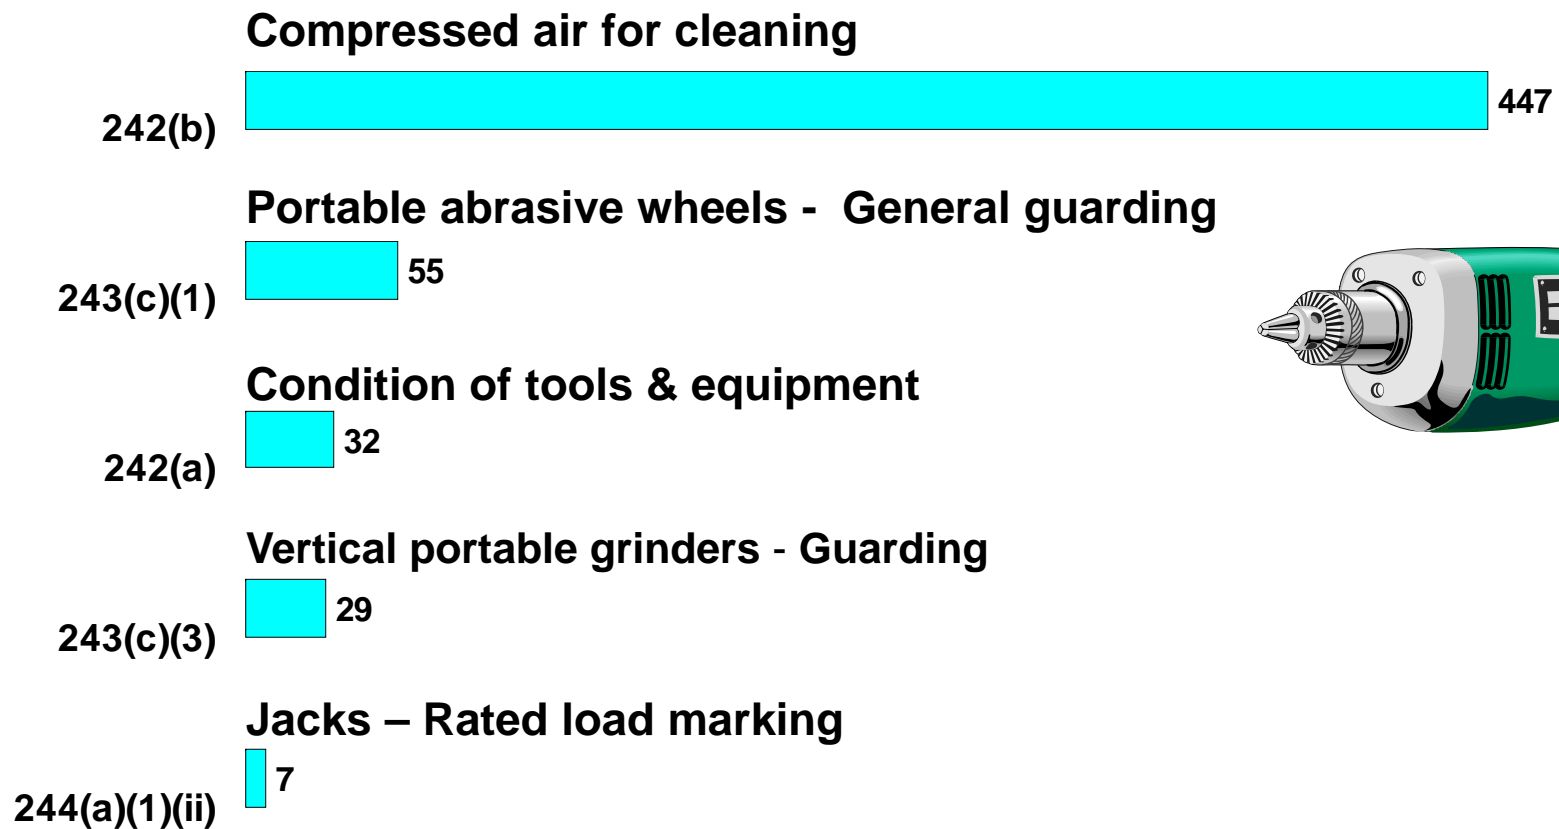 Compressed air for cleaning
242(b)
447
Portable abrasive wheels - General guarding
243(c)(1)
55
Condition of tools & equipment
242(a)
32
Vertical portable grinders - Guarding
243(c)(3)
29
Jacks – Rated load marking
244(a)(1)(ii)
7